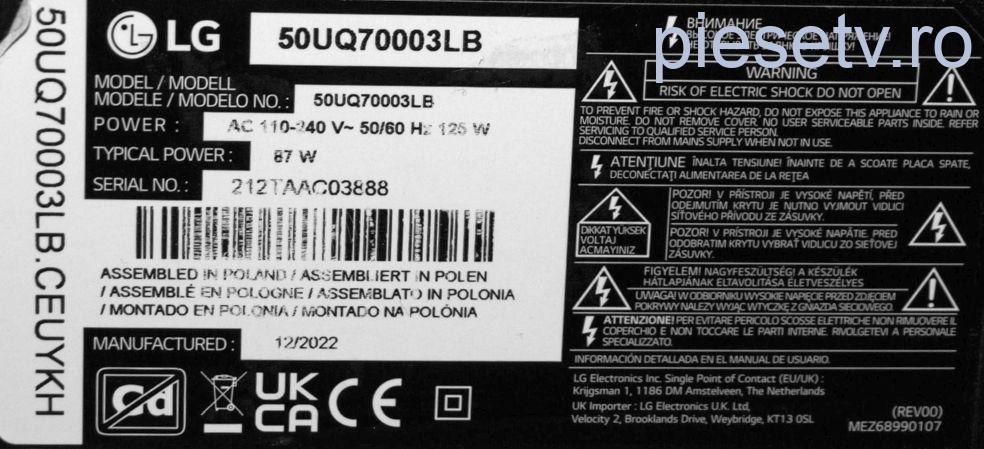 50UQ70003LB.CEUYKH
LG
50UQ70003LB
MODEL / MODELL
MODELE / MODELO NO. : 50UQ70003LB
POWER : AC 110-240 V~ 50/60 Hz 125 W
TYPICAL POWER : 87 W
SERIAL NO. : 212TAAC03888
ASSEMBLED IN POLAND / ASSEMBLIERT IN POLEN
/ ASSEMBLÉ EN POLOGNE / ASSEMBLATO IN POLONIA
/ MONTADO EN POLONIA / MONTADO NA POLÓNIA
MANUFACTURED : 12/2022
Cd
UK
CA
CE
piesetv.ro
ВНИМАНИЕ
ВЫСОКОЕ ЭЛЕКТРИЧЕСКОЕ НАПРЯЖЕНИЕ!
WARNING
RISK OF ELECTRIC SHOCK DO NOT OPEN
TO PREVENT FIRE OR SHOCK HAZARD, DO NOT EXPOSE THIS APPLIANCE TO RAIN OR
MOISTURE. DO NOT REMOVE COVER. NO USER SERVICEABLE PARTS INSIDE. REFER
SERVICING TO QUALIFIED SERVICE PERSON.
DISCONNECT FROM MAINS SUPPLY WHEN NOT IN USE.
ATENȚIUNE ÎNALTA TENSIUNE! ÎNAINTE DE A SCOATE PLACA SPATE,
DECONECTAȚI ALIMENTAREA DE LA REȚEA
DIKKAT YUKSEK
VOLTAJ
ACMAYINIZ
POZOR! V PŘÍSTROJI JE VYSOKÉ NAPĚTÍ, PŘED
ODEJMUTÍM KRYTU JE NUTNO VYJMOUT VIDLICI
SÍŤOVÉHO PŘÍVODU ZE ZÁSUVKY.
POZOR! V PRÍSTROJI JE VYSOKÉ NAPÄTIE. PRED
ODOBRATIM KRYTU VYBRAŤ VIDLICU ZO SIEŤOVEJ
ZÁSUVKY.
FIGYELEM! NAGYFESZÜLTSÉG! A KÉSZÜLÉK
HÁTLAPJÁNAK ELTÁVOLÍTÁSA ÉLETVESZÉLYES.
UWAGA! W ODBIORNIKU WYSOKIE NAPIĘCIE PRZED ZDJĘCIEM
POKRYWY NALEŻY WYJĄĆ WTYCZKĘ Z GNIAZDA SIECIOWEGO.
ATTENZIONE! PER EVITARE PERICOLO SCOSSE ELETTRICHE NON RIMUOVERE IL
COPERCHIO E NON TOCCARE LE PARTI INTERNE. RIVOLGETEVI A PERSONALE
SPECIALIZZATO.
INFORMACIÓN DETALLADA EN EL MANUAL DE USUARIO.
LG Electronics Inc. Single Point of Contact (EU/UK) :
Krijgsman 1, 1186 DM Amstelveen, The Netherlands
UK Importer : LG Electronics U.K. Ltd,
Velocity 2, Brooklands Drive, Weybridge, KT13 0SL
(REV00)
MEZ68990107